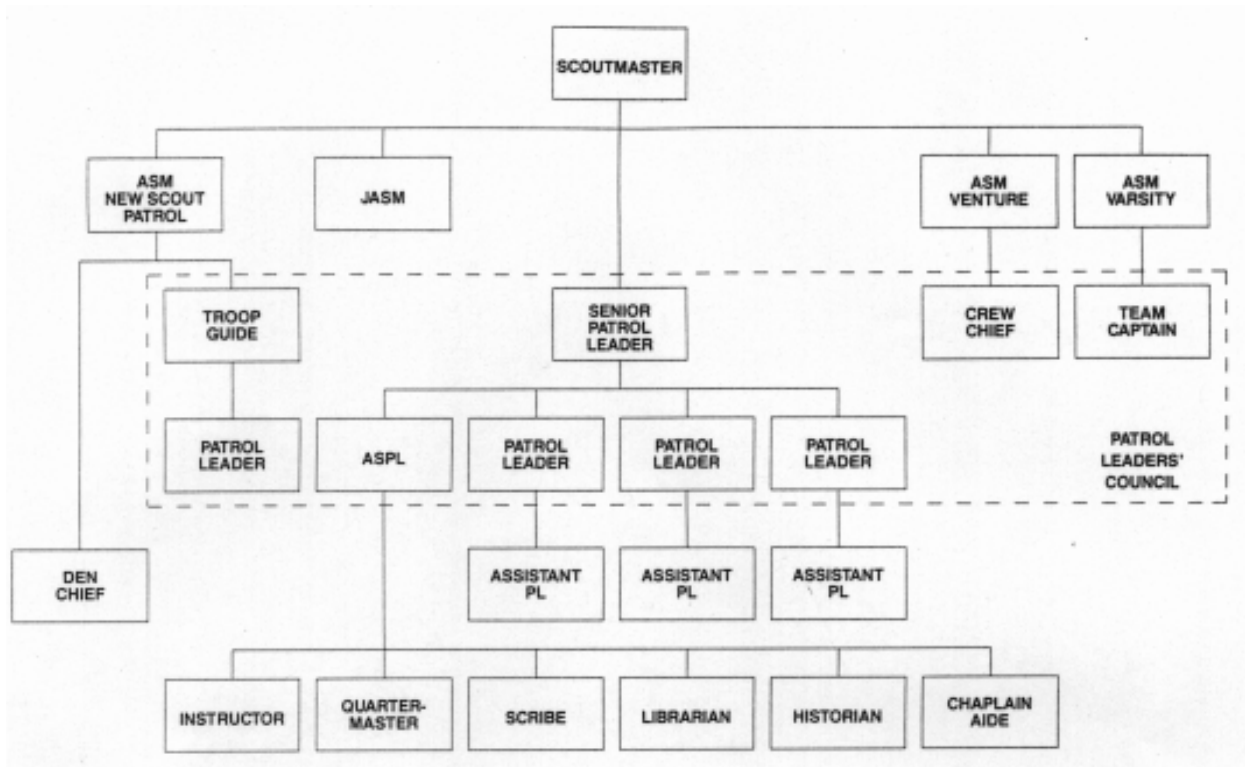 SCOUTMASTER
ASM
NEW SCOUT
PATROL
JASM
ASM
VENTURE
ASM
VARSITY
TROOP
GUIDE
SENIOR
PATROL
LEADER
CREW
CHIEF
TEAM
CAPTAIN
PATROL
LEADER
ASPL
PATROL
LEADER
PATROL
LEADER
PATROL
LEADER
PATROL
LEADERS'
COUNCIL
DEN
CHIEF
ASSISTANT
PL
ASSISTANT
PL
ASSISTANT
PL
INSTRUCTOR
QUARTER-
MASTER
SCRIBE
LIBRARIAN
HISTORIAN
CHAPLAIN
AIDE